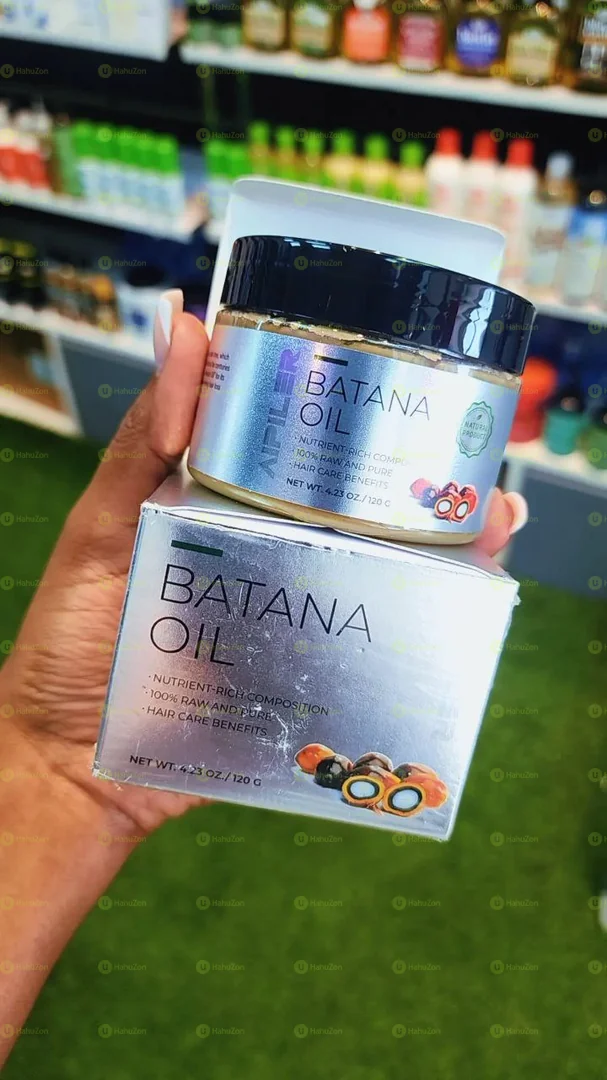 APILER
BATANA
OIL
· NUTRIENT-RICH COMPO
· 100% RAW AND PURE
· HAIR CARE BENEFITS
NET WT. 4.23 OZ./ 120 G
NATURAL
PRODUCT
BATANA
OIL
· NUTRIENT-RICH COMPOSITION
· 100% RAW AND PURE
· HAIR CARE BENEFITS
NET WT. 4.23 OZ./ 120 G
HahuZon